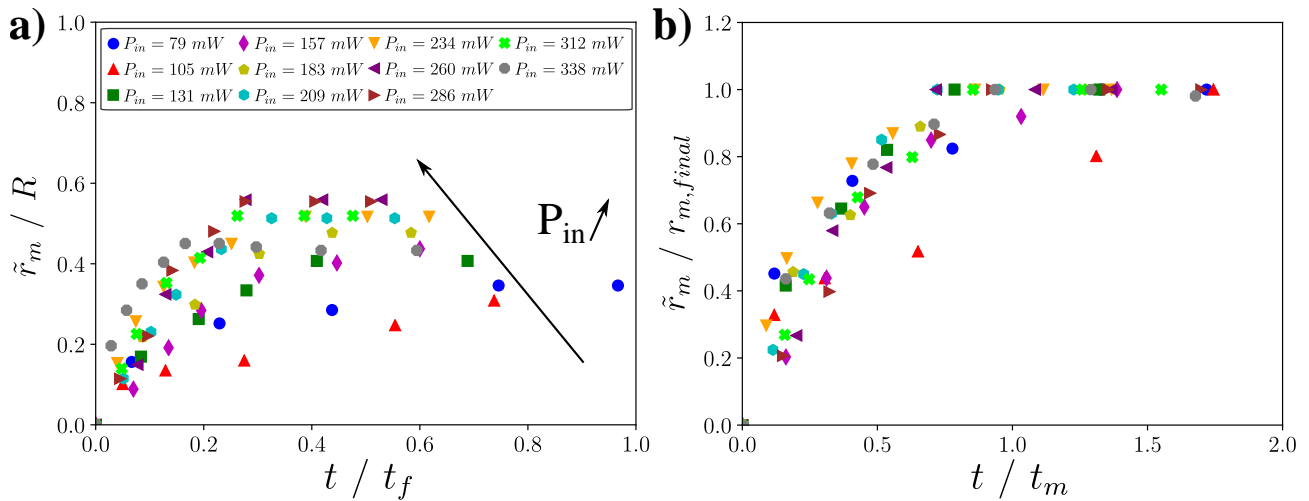 a)
P_in = 79 mW P_in = 157 mW P_in = 234 mW P_in = 312 mW
P_in = 105 mW P_in = 183 mW P_in = 260 mW P_in = 338 mW
P_in = 131 mW P_in = 209 mW P_in = 286 mW
1.0
0.8
0.6
0.4
0.2
0.0
r̃_m / R
P_in
0.0 0.2 0.4 0.6 0.8 1.0
t / t_f
b)
1.2
1.0
0.8
0.6
0.4
0.2
0.0
r̃_m / r_m,final
0.0 0.5 1.0 1.5 2.0
t / t_m